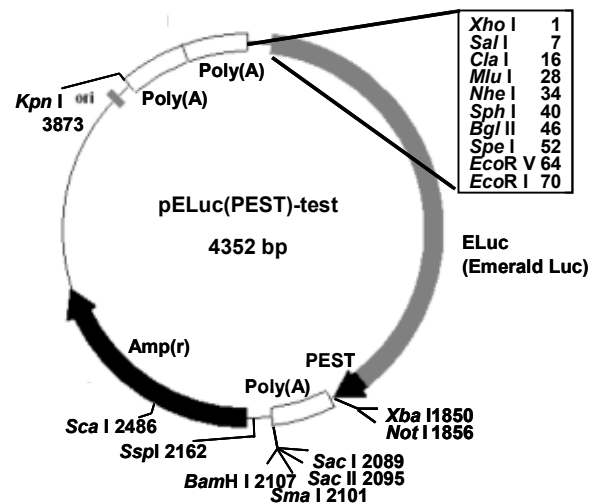 Xho I 1
Sal I 7
Cla I 16
Mlu I 28
Nhe I 34
Sph I 40
Bgl II 46
Spe I 52
EcoR V 64
EcoR I 70
Poly(A)
Poly(A)
Kpn I
3873
ori
pELuc(PEST)-test
4352 bp
ELuc
(Emerald Luc)
Amp(r)
PEST
Poly(A)
Xba I 1850
Not I 1856
Sca I 2486
SspI 2162
BamH I 2107
Sac I 2089
Sac II 2095
Sma I 2101